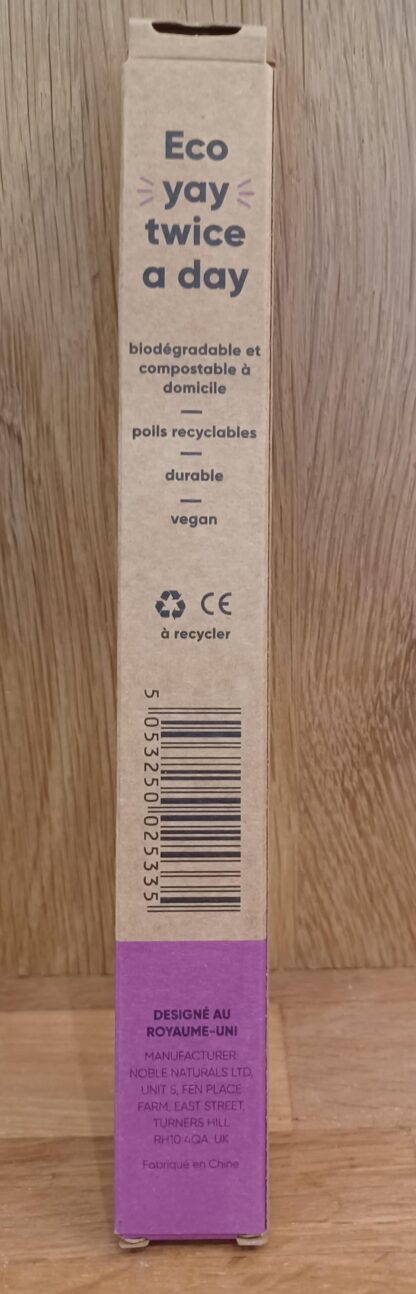 Eco
yay
twice
a day
biodégradable et
compostable à
domicile
poils recyclables
durable
vegan
CE
à recycler
5 053250 025335
DESIGNÉ AU
ROYAUME-UNI
MANUFACTURER:
NOBLE NATURALS LTD,
UNIT 5, FEN PLACE
FARM, EAST STREET,
TURNERS HILL
RH10 4QA, UK
Fabriqué en Chine